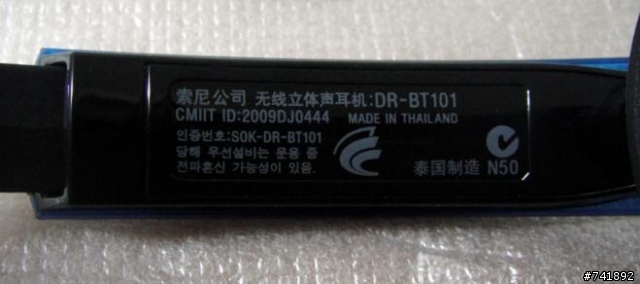 索尼公司 无线立体声耳机:DR-BT101
CMIIT ID:2009DJ0444 MADE IN THAILAND
인증번호:SOK-DR-BT101
당해 무선설비는 운용 중
전파혼신 가능성이 있음.
泰国制造 N50
#741892